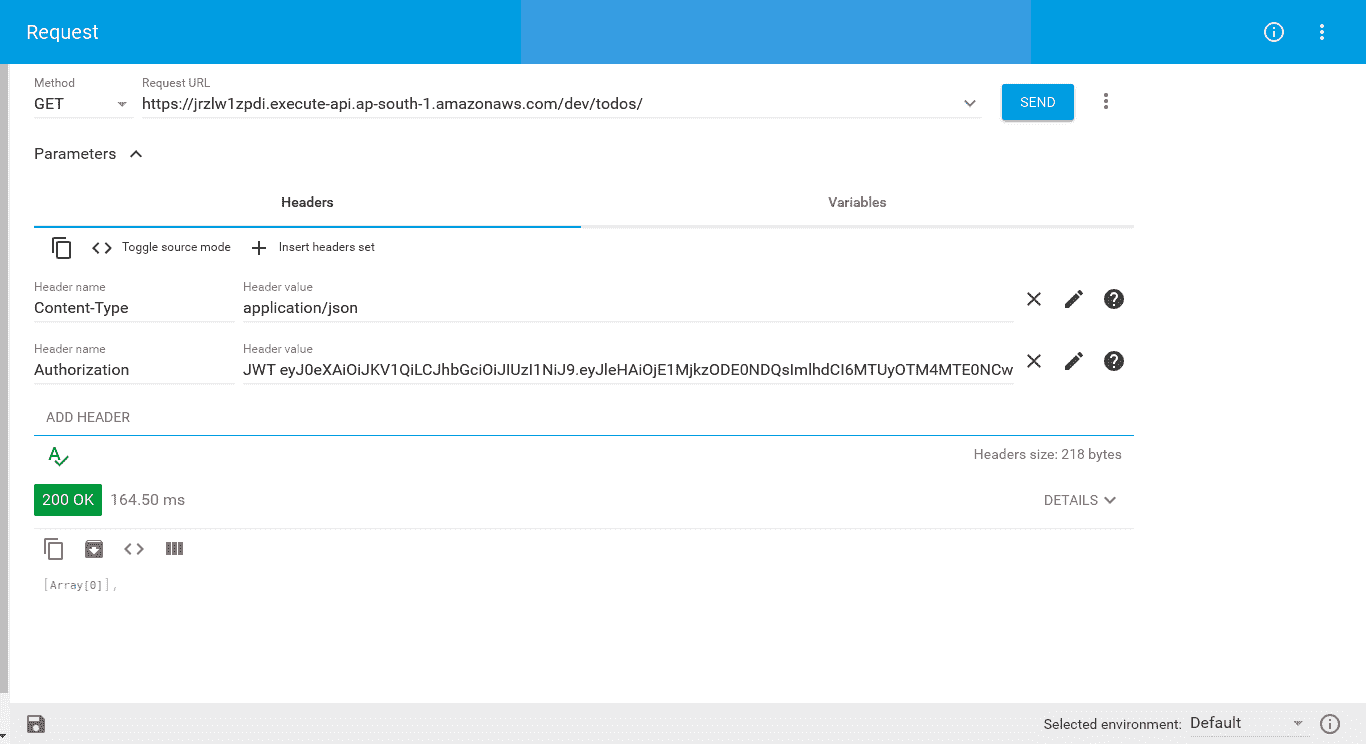 Request
Method
Request URL
GET
https://jrzlw1zpdi.execute-api.ap-south-1.amazonaws.com/dev/todos/
SEND
Parameters
Headers
Variables
Toggle source mode
Insert headers set
Header name
Header value
Content-Type
application/json
Header name
Header value
Authorization
JWT eyJ0eXAiOiJKV1QiLCJhbGciOiJIUzI1NiJ9.eyJleHAiOjE1MjkzODE0NDQsImlhdCI6MTUyOTM4MTE0NCw
ADD HEADER
Headers size: 218 bytes
200 OK 164.50 ms
DETAILS
[Array[0]],
Selected environment: Default